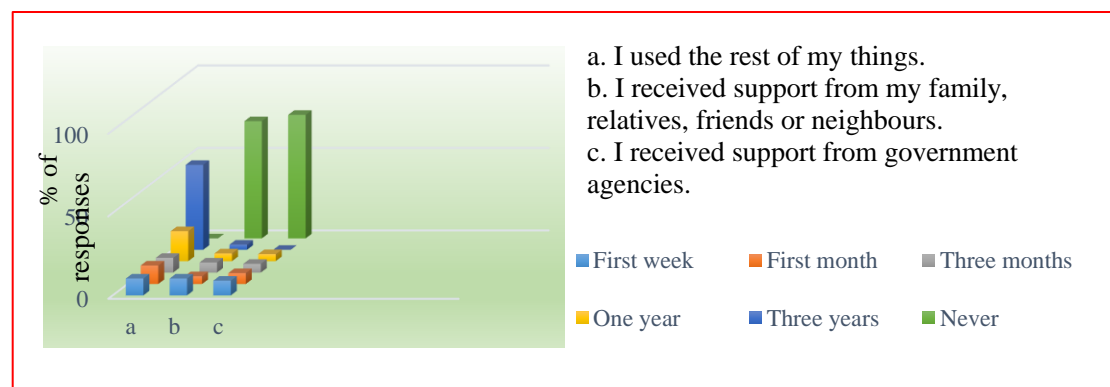 100
50
0
% of
responses
a b c
a. I used the rest of my things.
b. I received support from my family,
relatives, friends or neighbours.
c. I received support from government
agencies.
First week First month Three months
One year Three years Never